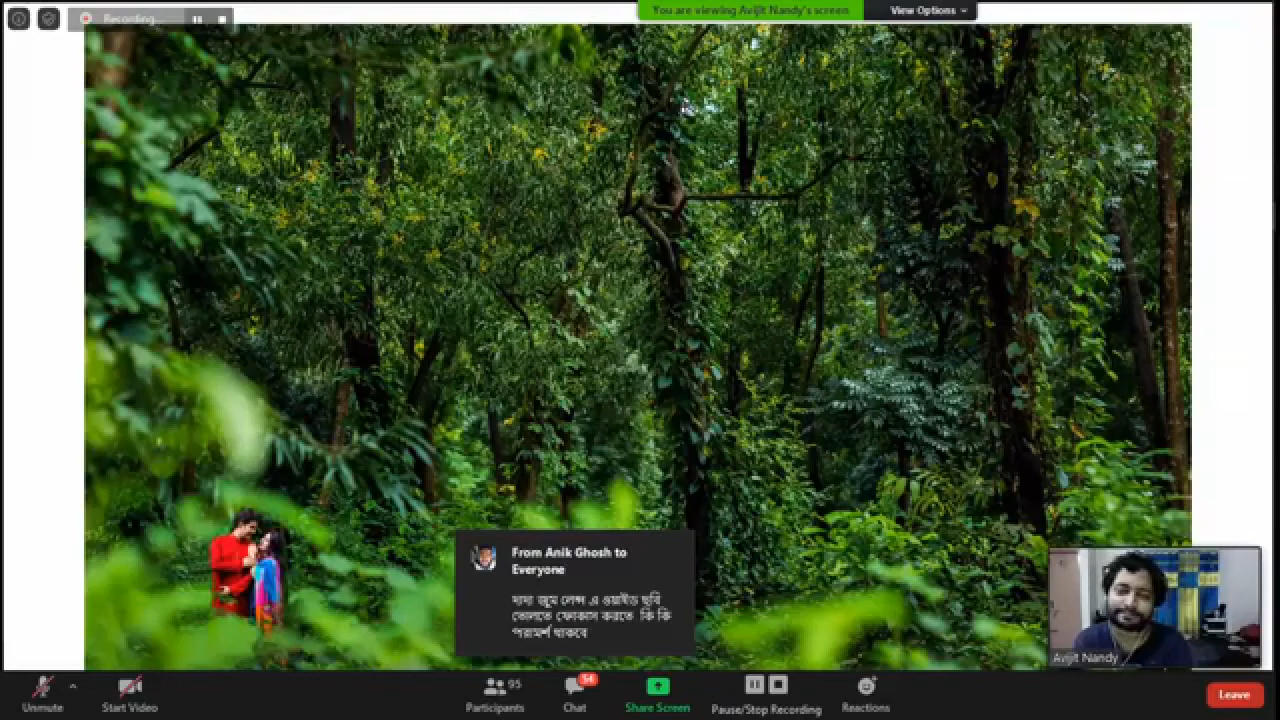 Recording...
You are viewing Avijit Nandy's screen
View Options
From Anik Ghosh to
Everyone
দাদা জুম লেন্স এ ওয়াইড ছবি
তোলতে ফোকাস করতে কি কি
পরামর্শ থাকবে
Avijit Nandy
Unmute
Start Video
95
Participants
54
Chat
Share Screen
Pause/Stop Recording
Reactions
Leave